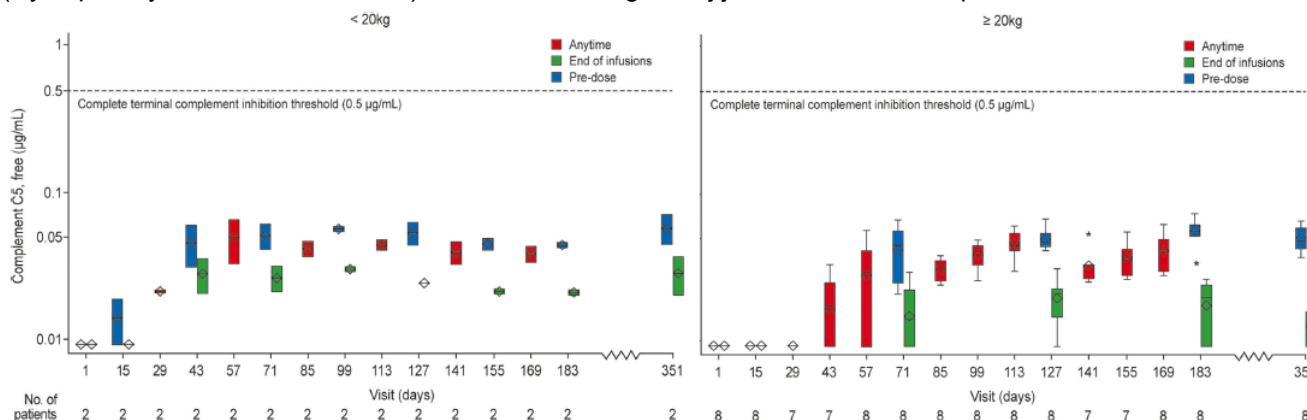 < 20kg
≥ 20kg
Anytime
End of infusions
Pre-dose
Complete terminal complement inhibition threshold (0.5 µg/mL)
Complement C5, free (µg/mL)
1
0.5
0.1
0.05
0.01
1 15 29 43 57 71 85 99 113 127 141 155 169 183 351
Visit (days)
No. of
patients
2 2 2 2 2 2 2 2 2 2 2 2 2 2 2
Anytime
End of infusions
Pre-dose
Complete terminal complement inhibition threshold (0.5 µg/mL)
1 15 29 43 57 71 85 99 113 127 141 155 169 183 35
Visit (days)
8 8 7 7 8 8 8 8 8 8 7 7 8 8 8